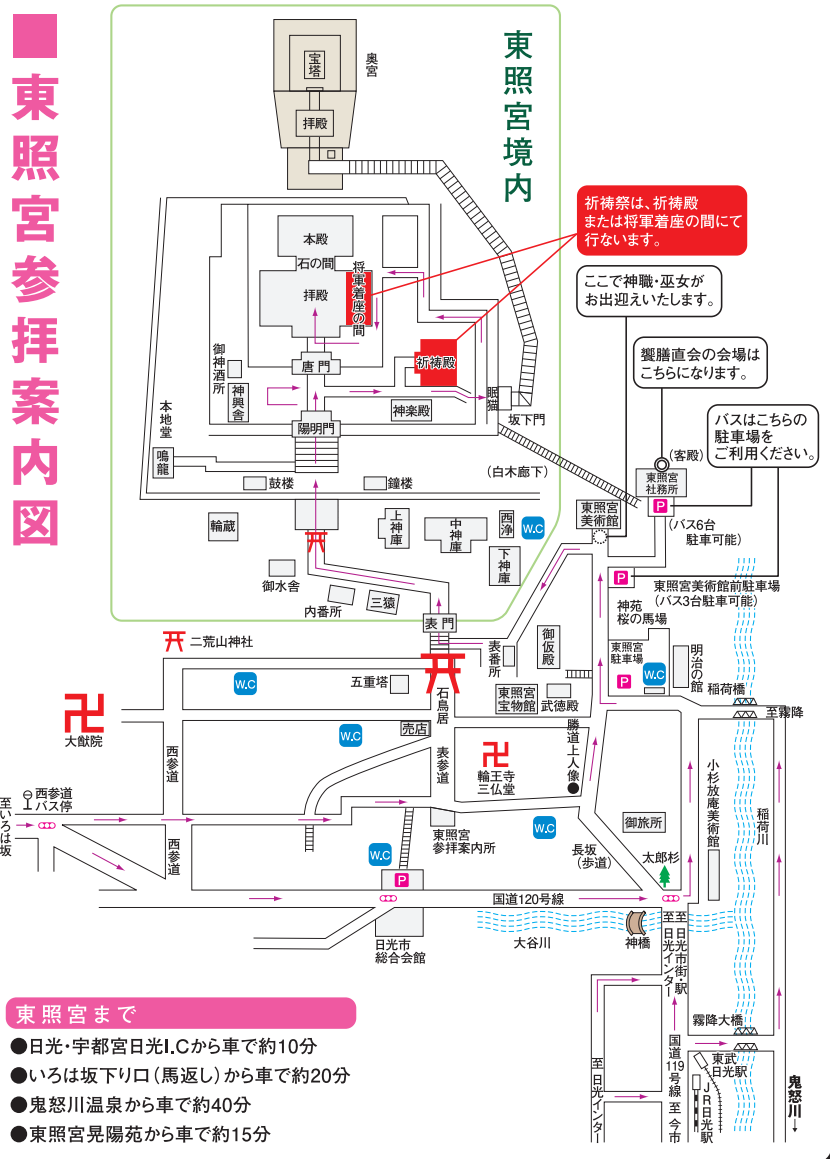 ■東照宮参拝案内図
東照宮境内
奥宮
宝塔
拝殿
祈祷祭は、祈祷殿
または将軍着座の間にて
行ないます。
ここで神職・巫女が
お出迎えいたします。
饗膳直会の会場は
こちらになります。
バスはこちらの
駐車場を
ご利用ください。
本殿
石の間
拝殿
将軍着座の間
祈祷殿
唐門
御神酒所
神輿舎
神楽殿
眠猫
坂下門
陽明門
本地堂
鳴龍
(白木廊下)
(客殿)
東照宮
社務所
P
(バス6台
駐車可能)
鼓楼
鐘楼
輪蔵
上神庫
中神庫
西浄
W.C
下神庫
東照宮
美術館
P
東照宮美術館前駐車場
(バス3台駐車可能)
御水舎
内番所
三猿
表門
表番所
御仮殿
神苑
桜の馬場
東照宮
駐車場
P
W.C
明治の館
稲荷橋
至霧降
二荒山神社
W.C
五重塔
石鳥居
東照宮
宝物館
武徳殿
大猷院
西参道
W.C
売店
表参道
輪王寺
三仏堂
勝道上人像
小杉放庵美術館
稲荷川
西参道
バス停
至いろは坂
西参道
W.C
東照宮
参拝案内所
W.C
御旅所
長坂
(歩道)
太郎杉
P
国道120号線
日光市
総合会館
大谷川
神橋
至日光市街・駅
至日光インター
霧降大橋
至日光インター
国道119号線
至今市
東武
日光駅
JR日光駅
鬼怒川→
東照宮まで
●日光・宇都宮日光I.Cから車で約10分
●いろは坂下り口(馬返し)から車で約20分
●鬼怒川温泉から車で約40分
●東照宮晃陽苑から車で約15分